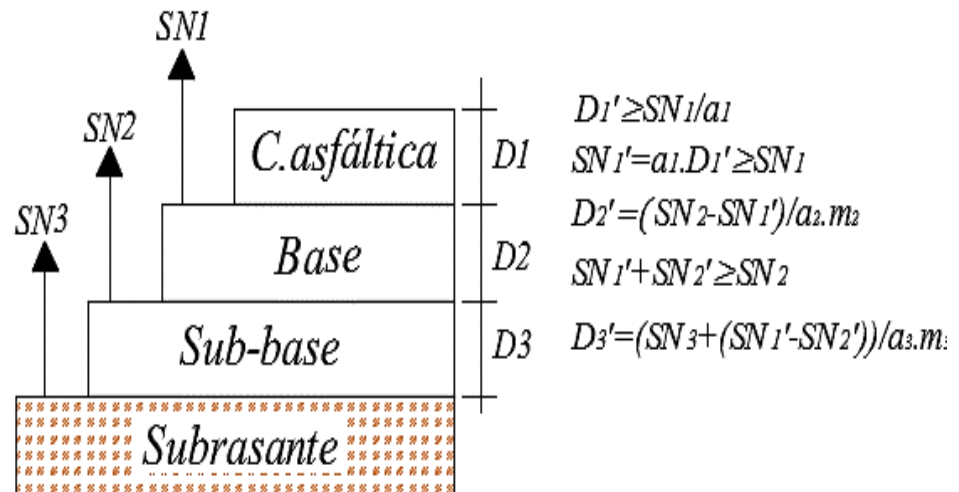 SN1
SN2
SN3
C.asfáltica
Base
Sub-base
Subrasante
D1
D2
D3
D1'≥SN1/a1
SN1'=a1.D1'≥SN1
D2'=(SN2-SN1')/a2.m2
SN1'+SN2'≥SN2
D3'=(SN3+(SN1'-SN2'))/a3.m3